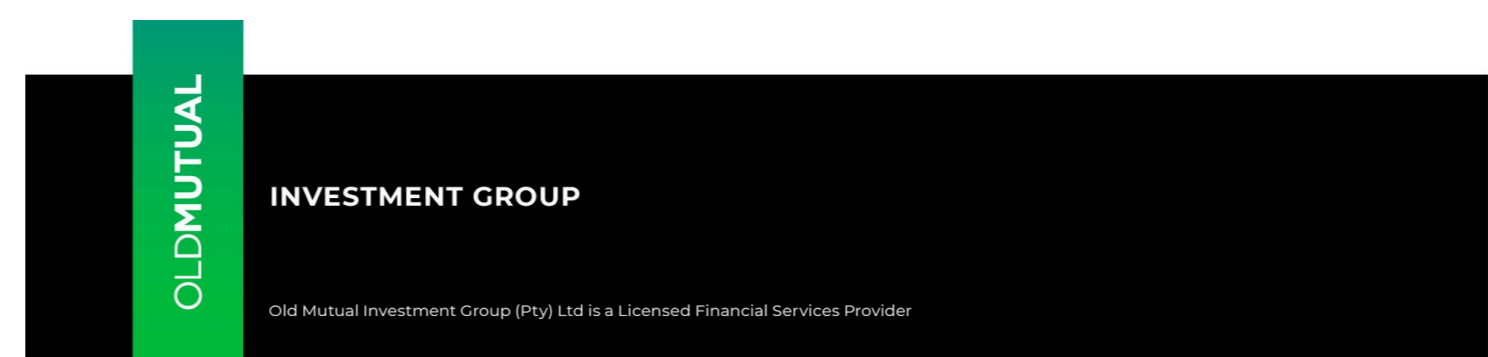 OLDMUTUAL
INVESTMENT GROUP
Old Mutual Investment Group (Pty) Ltd is a Licensed Financial Services Provider